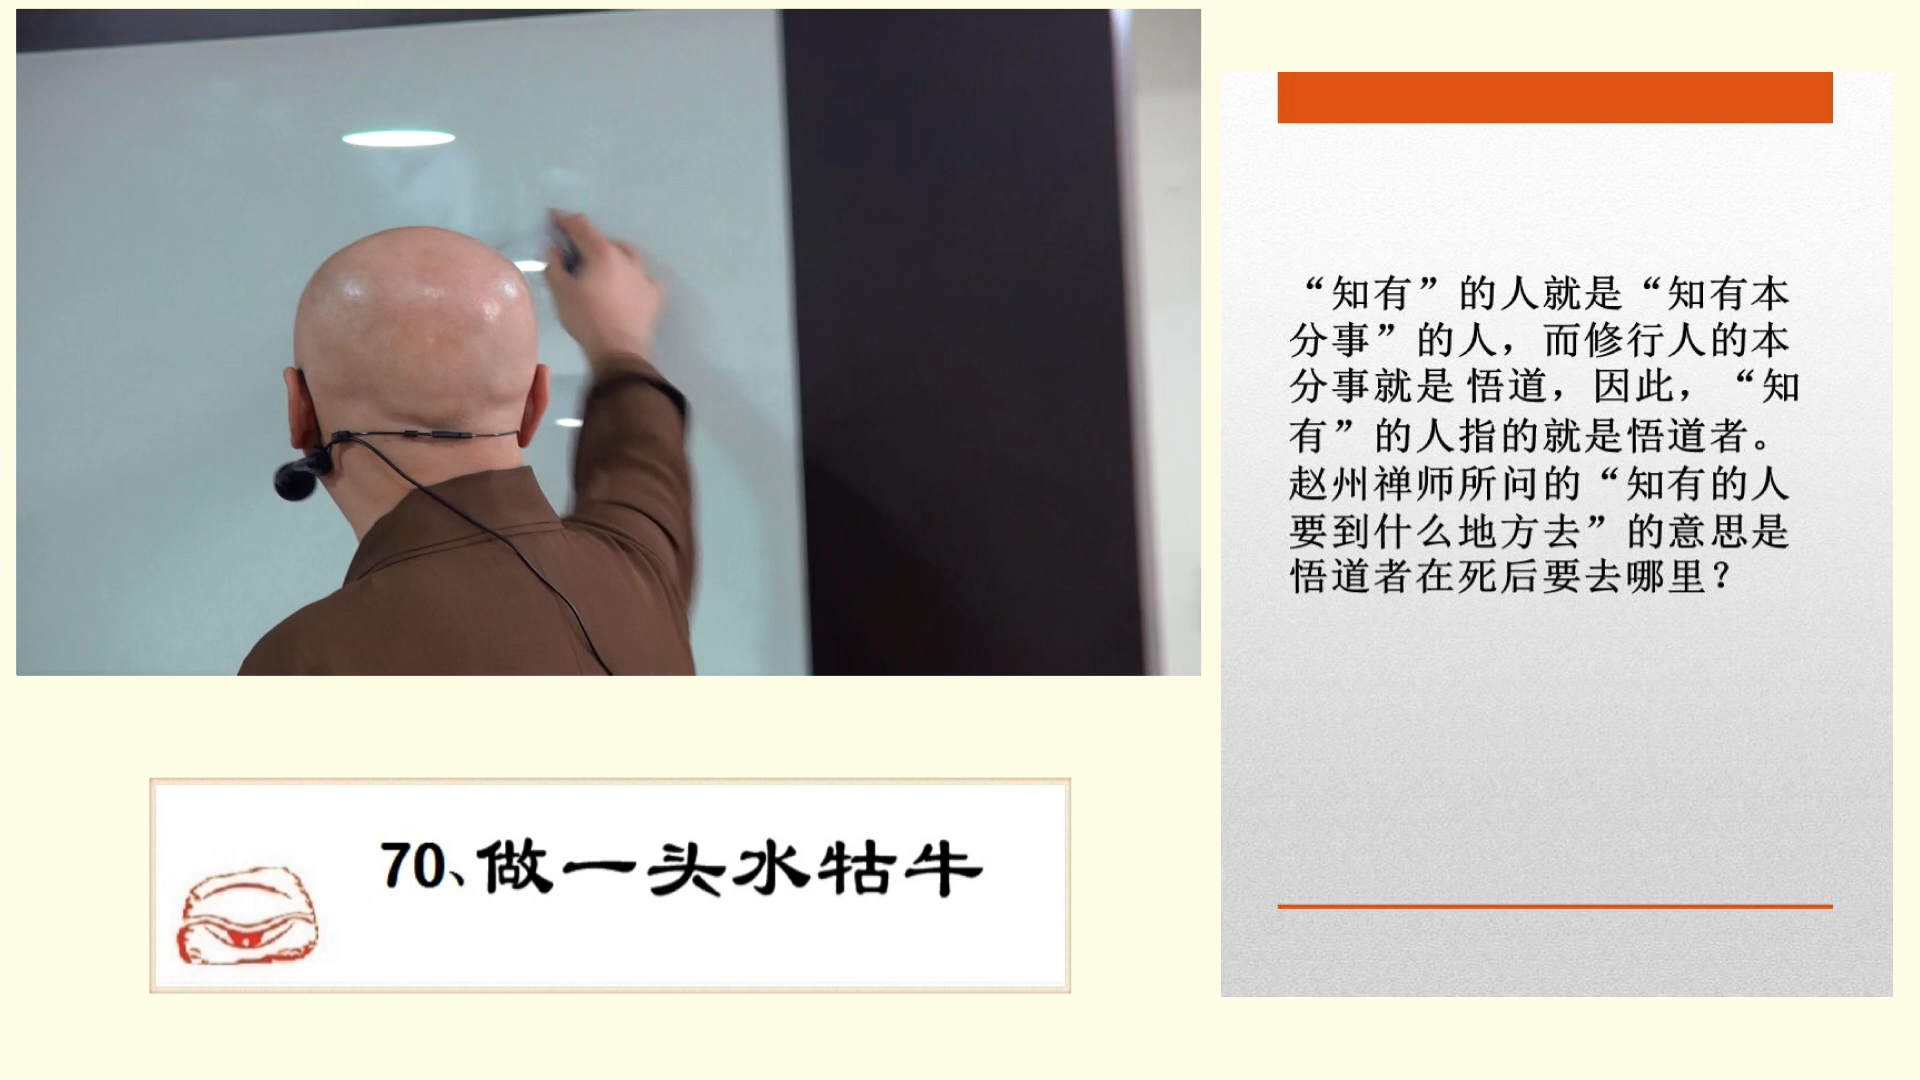 “知有”的人就是“知有本
分事”的人，而修行人的本
分事就是 悟道，因此，“知
有”的人指的就是悟道者。
赵州禅师所问的“知有的人
要到什么地方去”的意思是
悟道者在死后要去哪里？
70、做一头水牯牛